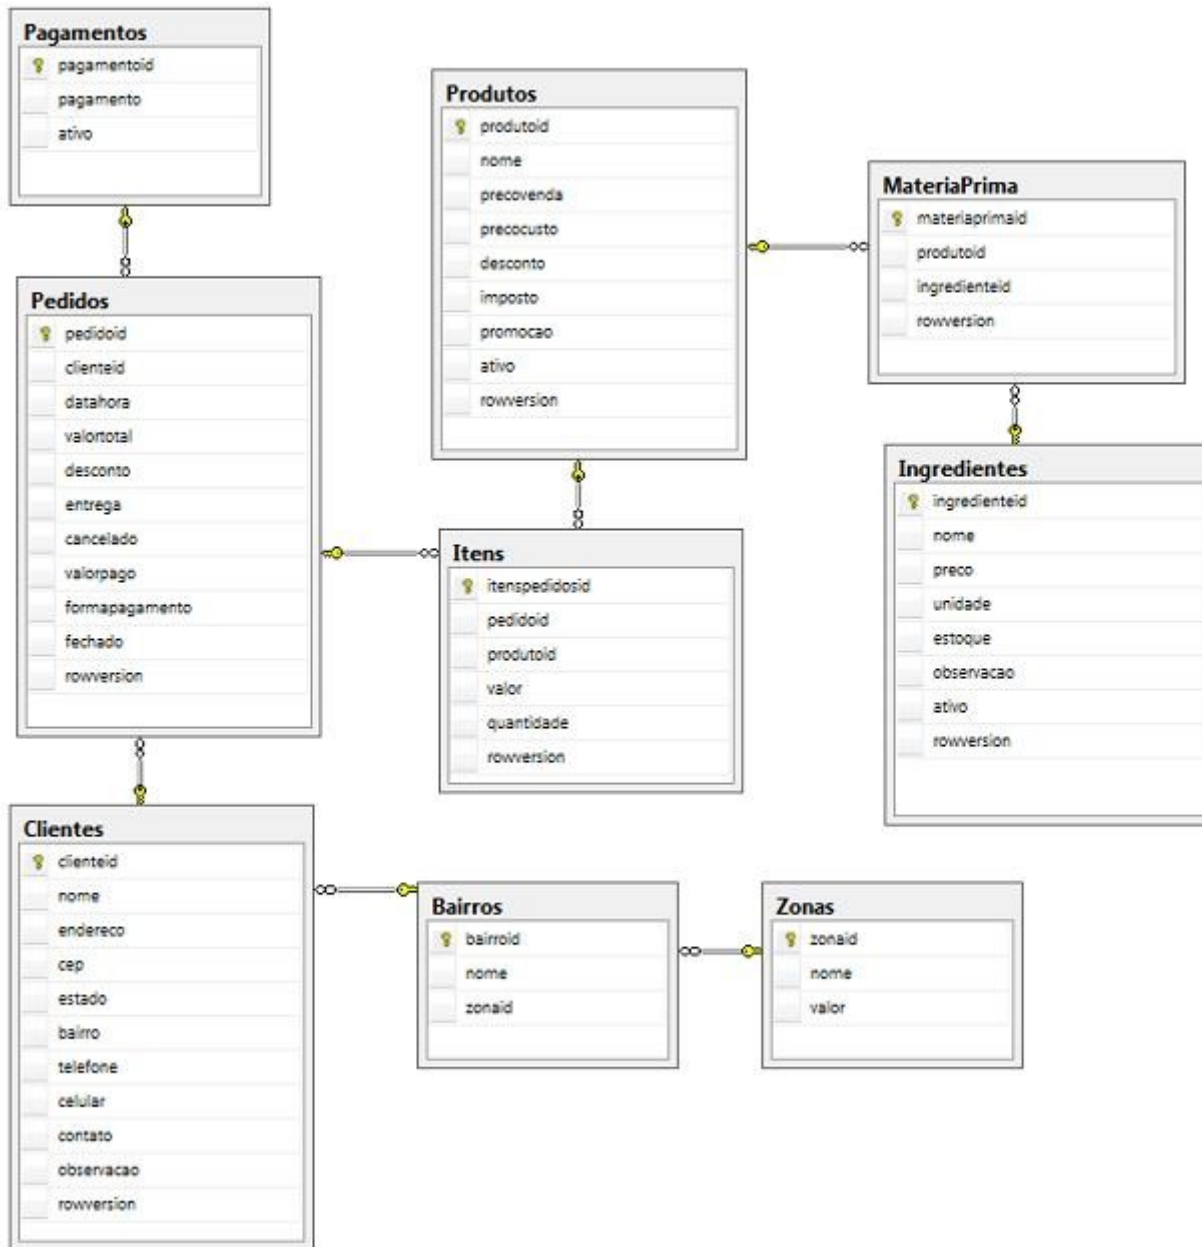 Pagamentos
pagamentoid
pagamento
ativo
Pedidos
pedidoid
clienteid
datahora
valortotal
desconto
entrega
cancelado
valorpago
formapagamento
fechado
rowversion
Clientes
clienteid
nome
endereco
cep
estado
bairro
telefone
celular
contato
observacao
rowversion
Produtos
produtoid
nome
precovenda
precocusto
desconto
imposto
promocao
ativo
rowversion
Itens
itenspedidosid
pedidoid
produtoid
valor
quantidade
rowversion
Bairros
bairroid
nome
zonaid
Zonas
zonaid
nome
valor
MateriaPrima
materiaprimaid
produtoid
ingredienteid
rowversion
Ingredientes
ingredienteid
nome
preco
unidade
estoque
observacao
ativo
rowversion